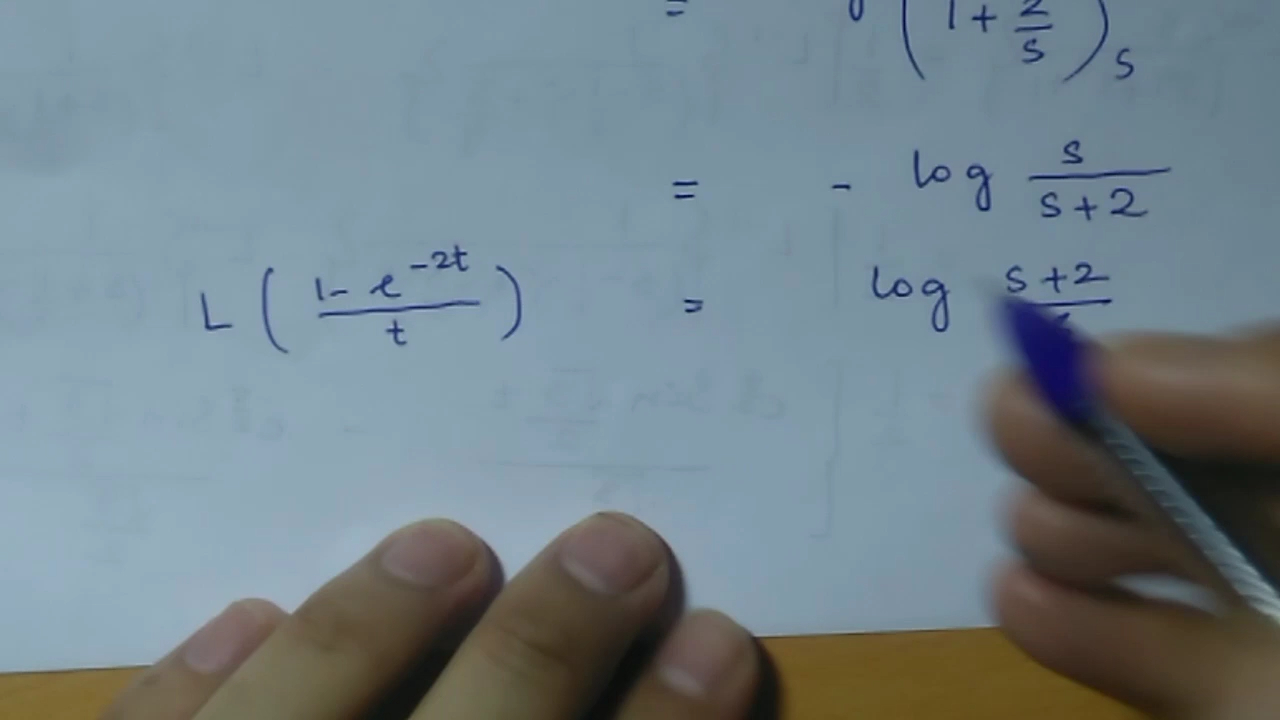 = ( 1 + 2/s )s
= - log s/(s+2)
L ( (1 - e^{-2t})/t ) = log (s+2)/